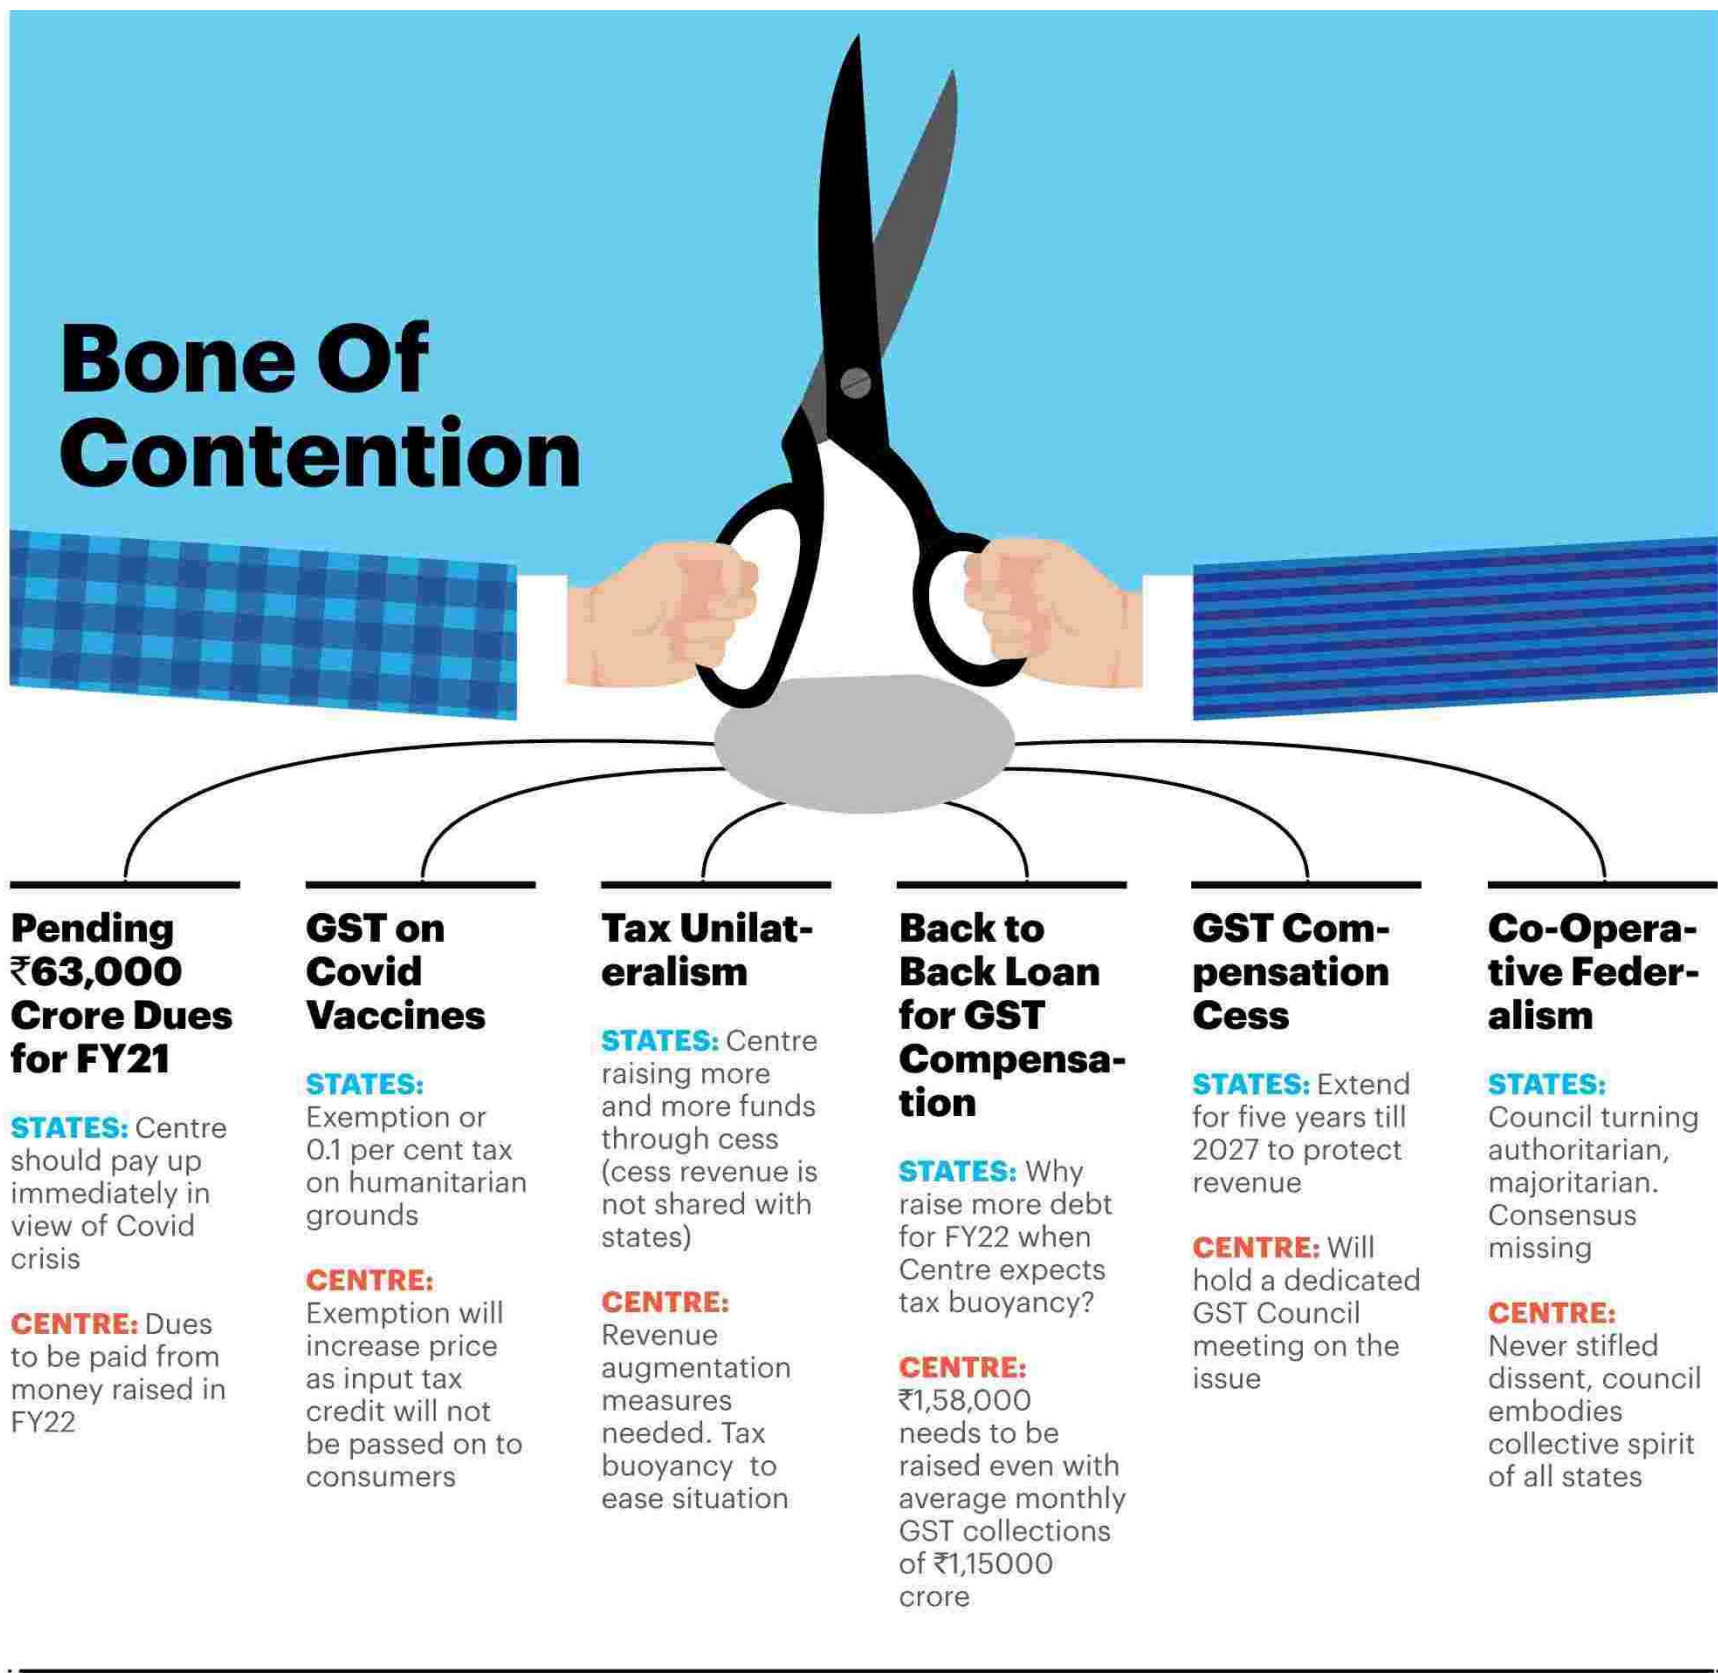 Bone Of
Contention
Pending
₹63,000
Crore Dues
for FY21
STATES: Centre
should pay up
immediately in
view of Covid
crisis
CENTRE: Dues
to be paid from
money raised in
FY22
GST on
Covid
Vaccines
STATES:
Exemption or
0.1 per cent tax
on humanitarian
grounds
CENTRE:
Exemption will
increase price
as input tax
credit will not
be passed on to
consumers
Tax Unilat-
eralism
STATES: Centre
raising more
and more funds
through cess
(cess revenue is
not shared with
states)
CENTRE:
Revenue
augmentation
measures
needed. Tax
buoyancy to
ease situation
Back to
Back Loan
for GST
Compensa-
tion
STATES: Why
raise more debt
for FY22 when
Centre expects
tax buoyancy?
CENTRE:
₹1,58,000
needs to be
raised even with
average monthly
GST collections
of ₹1,15000
crore
GST Com-
pensation
Cess
STATES: Extend
for five years till
2027 to protect
revenue
CENTRE: Will
hold a dedicated
GST Council
meeting on the
issue
Co-Opera-
tive Feder-
alism
STATES:
Council turning
authoritarian,
majoritarian.
Consensus
missing
CENTRE:
Never stifled
dissent, council
embodies
collective spirit
of all states